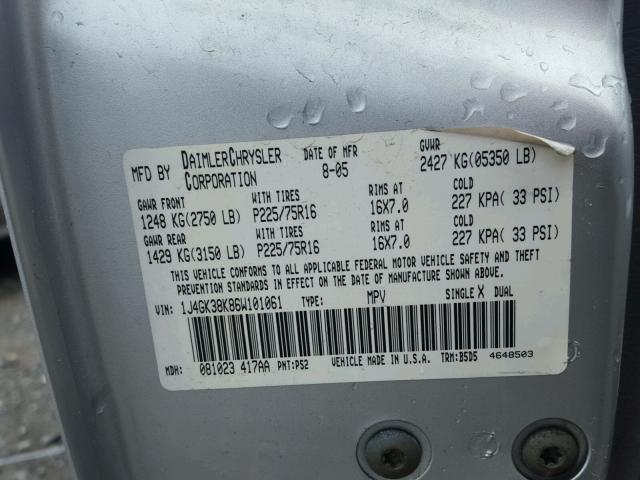 MFD BY DAIMLERCHRYSLER CORPORATION DATE OF MFR 8-05 GVWR 2427 KG(05350 LB)
GAWR FRONT WITH TIRES RIMS AT COLD
1248 KG(2750 LB) P225/75R16 16X7.0 227 KPA( 33 PSI)
GAWR REAR WITH TIRES RIMS AT COLD
1429 KG(3150 LB) P225/75R16 16X7.0 227 KPA( 33 PSI)
THIS VEHICLE CONFORMS TO ALL APPLICABLE FEDERAL MOTOR VEHICLE SAFETY AND THEFT
PREVENTION STANDARDS IN EFFECT ON THE DATE OF MANUFACTURE SHOWN ABOVE.
VIN: 1J4GK38K86W101061 TYPE: MPV SINGLE X DUAL
MDH: 081023 417AA PNT:PS2 VEHICLE MADE IN U.S.A. TRM:B5D5 4648503